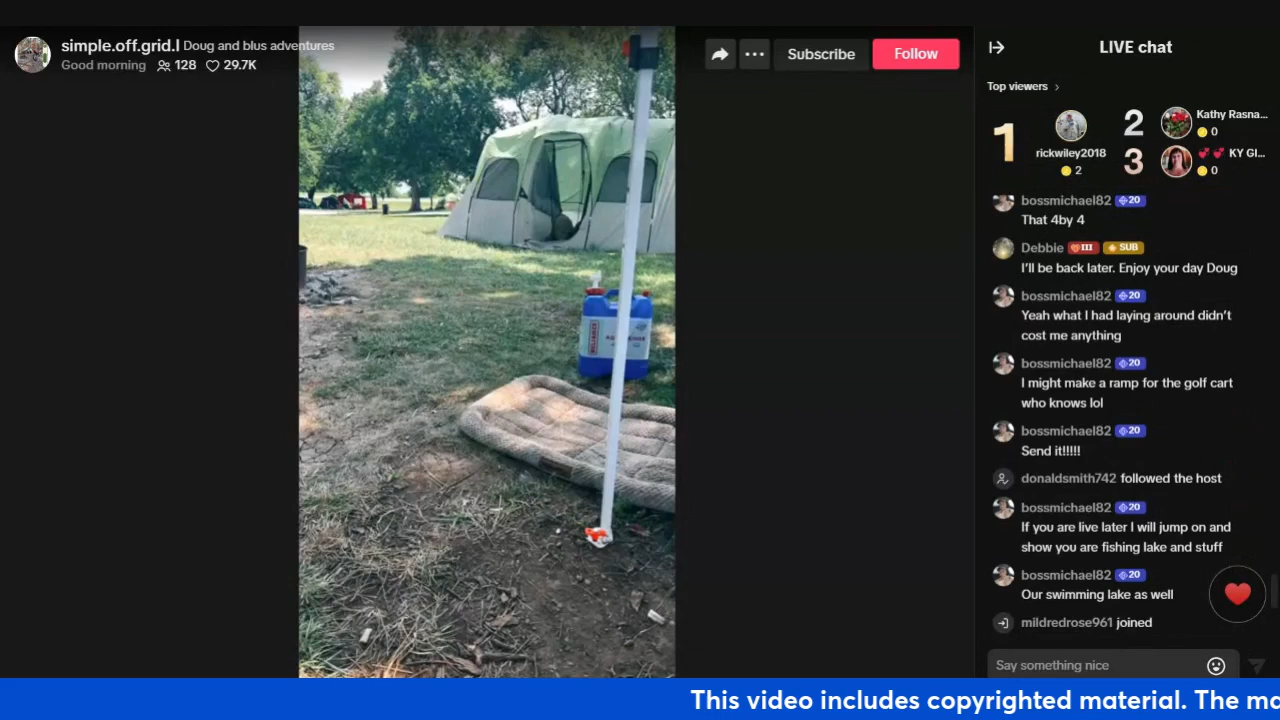 simple.off.grid.l Doug and blus adventures
Good morning 128 29.7K
Subscribe
Follow
LIVE chat
Top viewers
1
rickwiley2018
2
2
Kathy Rasna...
0
3
KY Gl...
0
bossmichael82 20
That 4by 4
Debbie III SUB
I'll be back later. Enjoy your day Doug
bossmichael82 20
Yeah what I had laying around didn't
cost me anything
bossmichael82 20
I might make a ramp for the golf cart
who knows lol
bossmichael82 20
Send it!!!!!
donaldsmith742 followed the host
bossmichael82 20
If you are live later I will jump on and
show you are fishing lake and stuff
bossmichael82 20
Our swimming lake as well
mildredrose961 joined
Say something nice
RELIANCE
This video includes copyrighted material. The ma